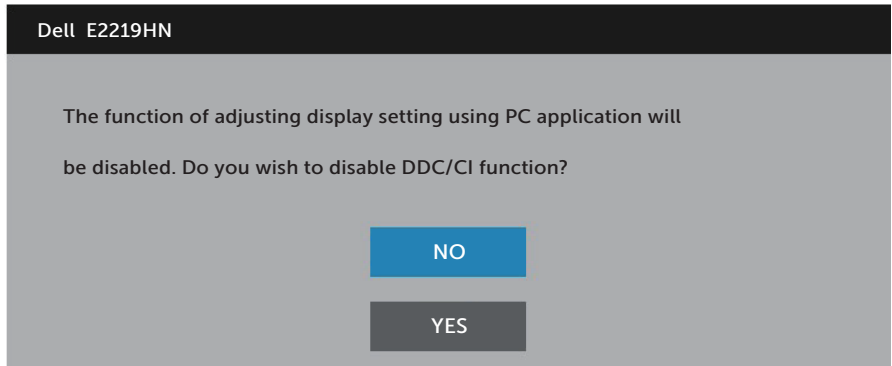 Dell E2219HN
The function of adjusting display setting using PC application will
be disabled. Do you wish to disable DDC/CI function?
NO
YES